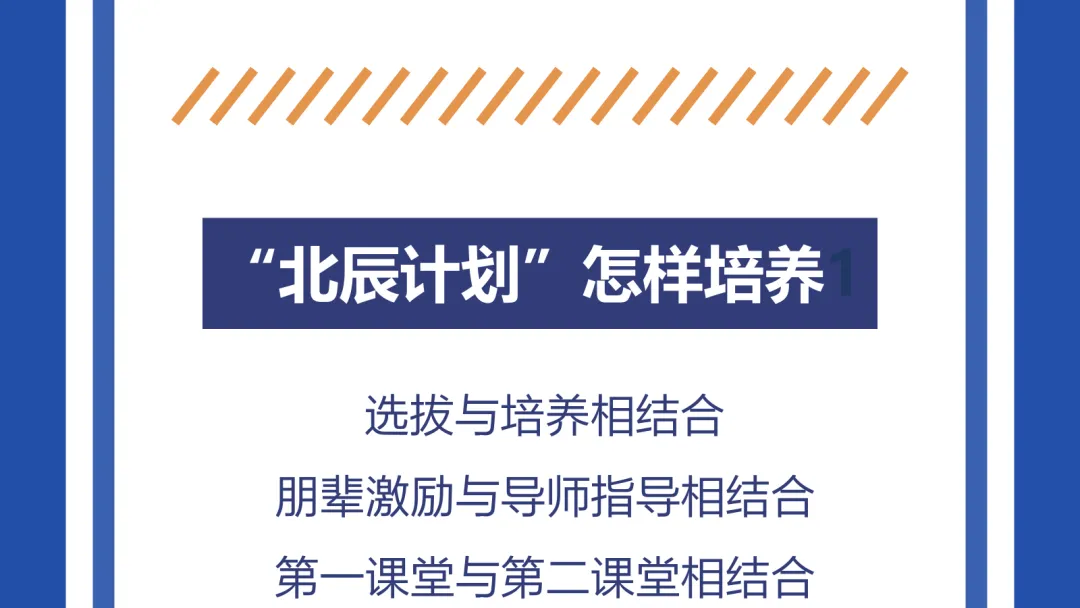 “北辰计划”怎样培养1
选拔与培养相结合
朋辈激励与导师指导相结合
第一课堂与第二课堂相结合